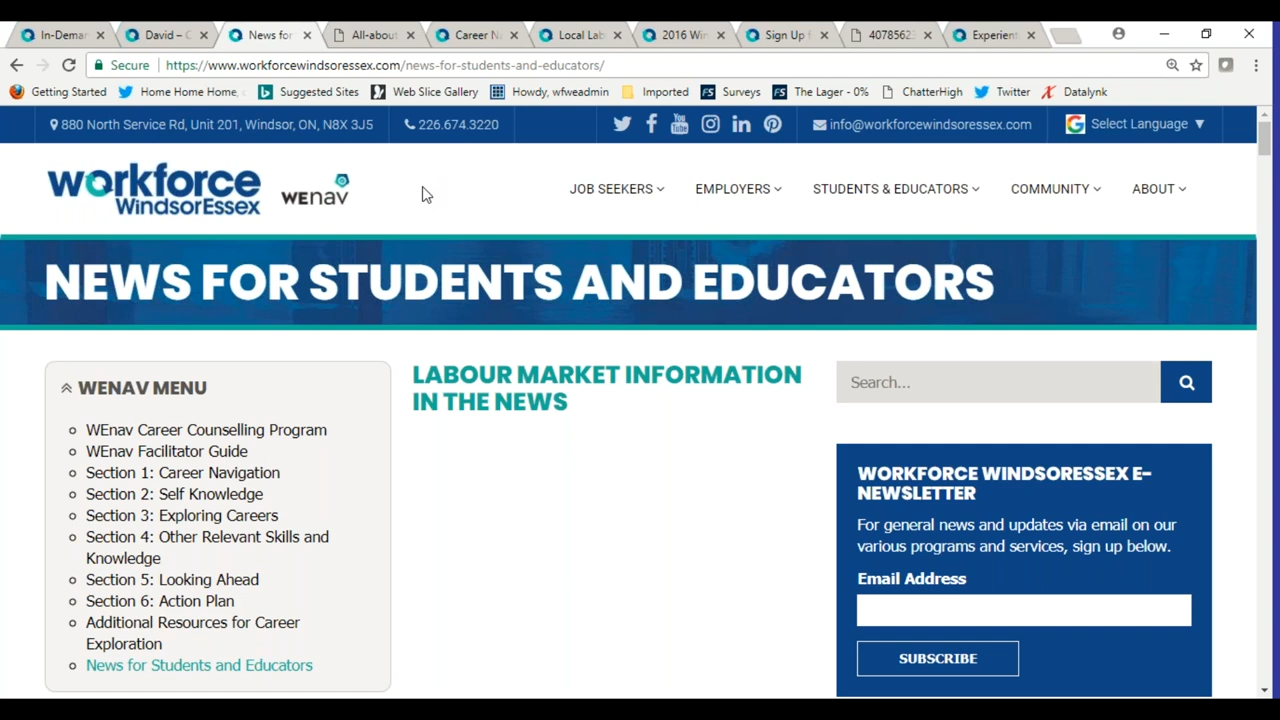 In-Demar
David – C
News for
All-about
Career N
Local Lab
2016 Win
Sign Up f
40785623
Experient
Secure https://www.workforcewindsoressex.com/news-for-students-and-educators/
Getting Started Home Home Home, Suggested Sites Web Slice Gallery Howdy, wfweadmin Imported Surveys The Lager - 0% ChatterHigh Twitter Datalynk
880 North Service Rd, Unit 201, Windsor, ON, N8X 3J5 226.674.3220 info@workforcewindsoressex.com Select Language ▼
workforce
WindsorEssex
WEnav
JOB SEEKERS EMPLOYERS STUDENTS & EDUCATORS COMMUNITY ABOUT
NEWS FOR STUDENTS AND EDUCATORS
WENAV MENU
WEnav Career Counselling Program
WEnav Facilitator Guide
Section 1: Career Navigation
Section 2: Self Knowledge
Section 3: Exploring Careers
Section 4: Other Relevant Skills and
Knowledge
Section 5: Looking Ahead
Section 6: Action Plan
Additional Resources for Career
Exploration
News for Students and Educators
LABOUR MARKET INFORMATION
IN THE NEWS
Search...
WORKFORCE WINDSORESSEX E-
NEWSLETTER
For general news and updates via email on our
various programs and services, sign up below.
Email Address
SUBSCRIBE